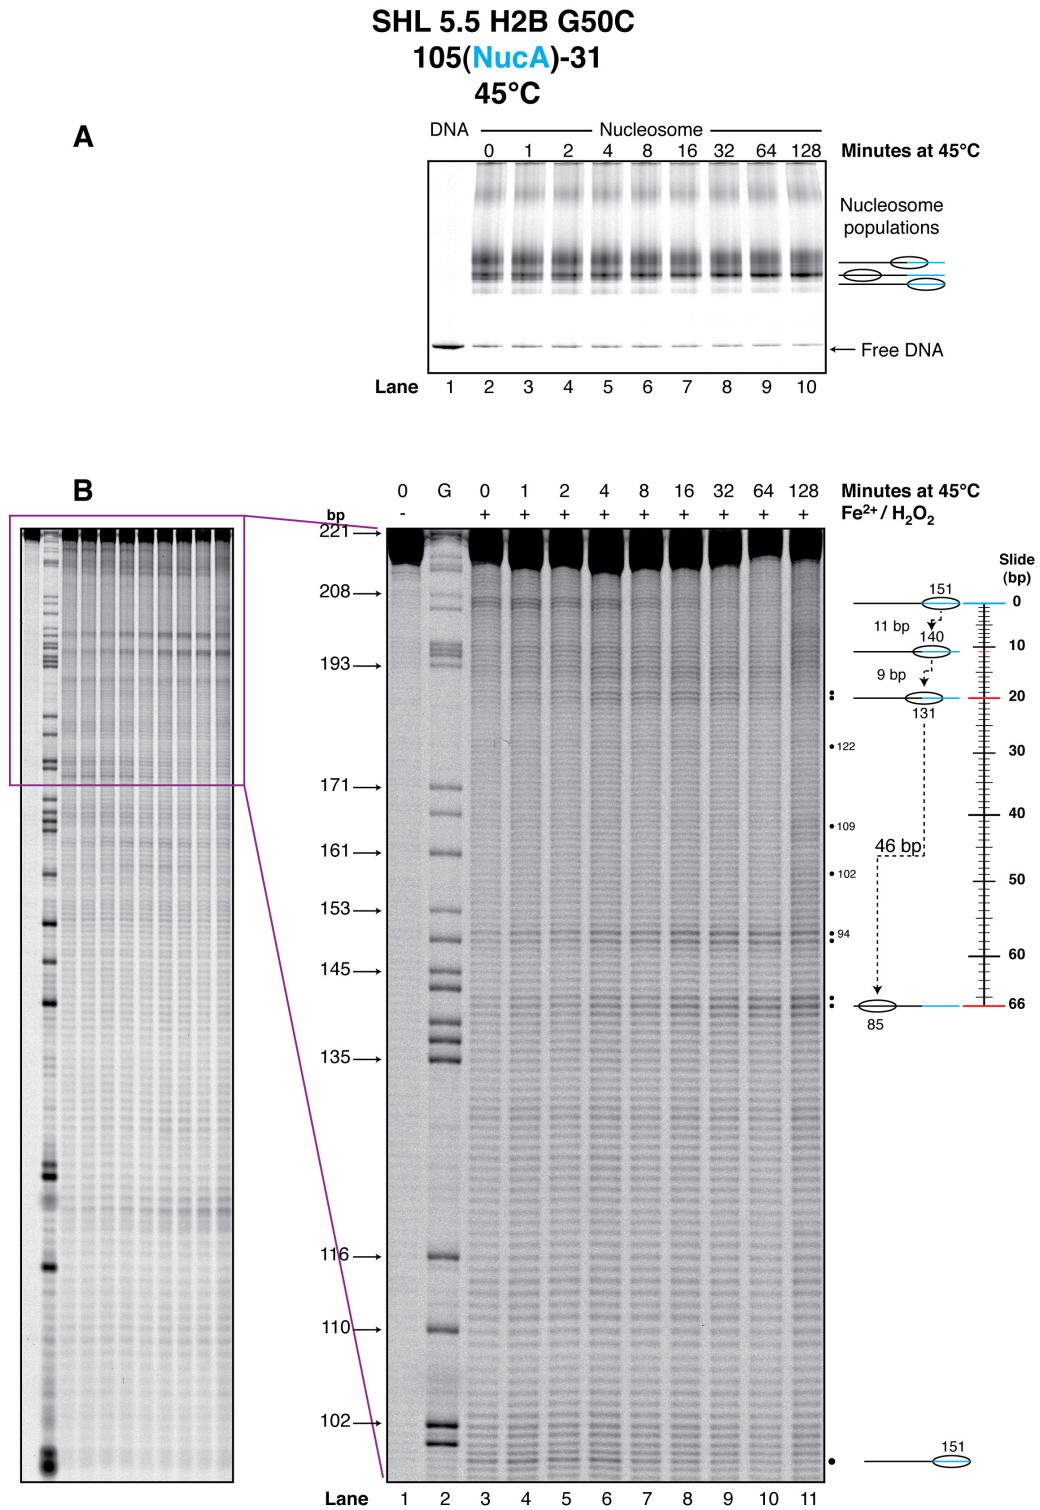 SHL 5.5 H2B G50C
105(NucA)-31
45°C
A
DNA Nucleosome
0 1 2 4 8 16 32 64 128 Minutes at 45°C
Nucleosome
populations
Free DNA
Lane 1 2 3 4 5 6 7 8 9 10
B
0 G 0 1 2 4 8 16 32 64 128 Minutes at 45°C
- + + + + + + + + + Fe2+ / H2O2
bp
221
208
193
171
161
153
145
135
116
110
102
122
109
102
94
Slide
(bp)
151
0
11 bp
140
10
9 bp
20
131
30
40
46 bp
50
60
66
85
151
Lane 1 2 3 4 5 6 7 8 9 10 11